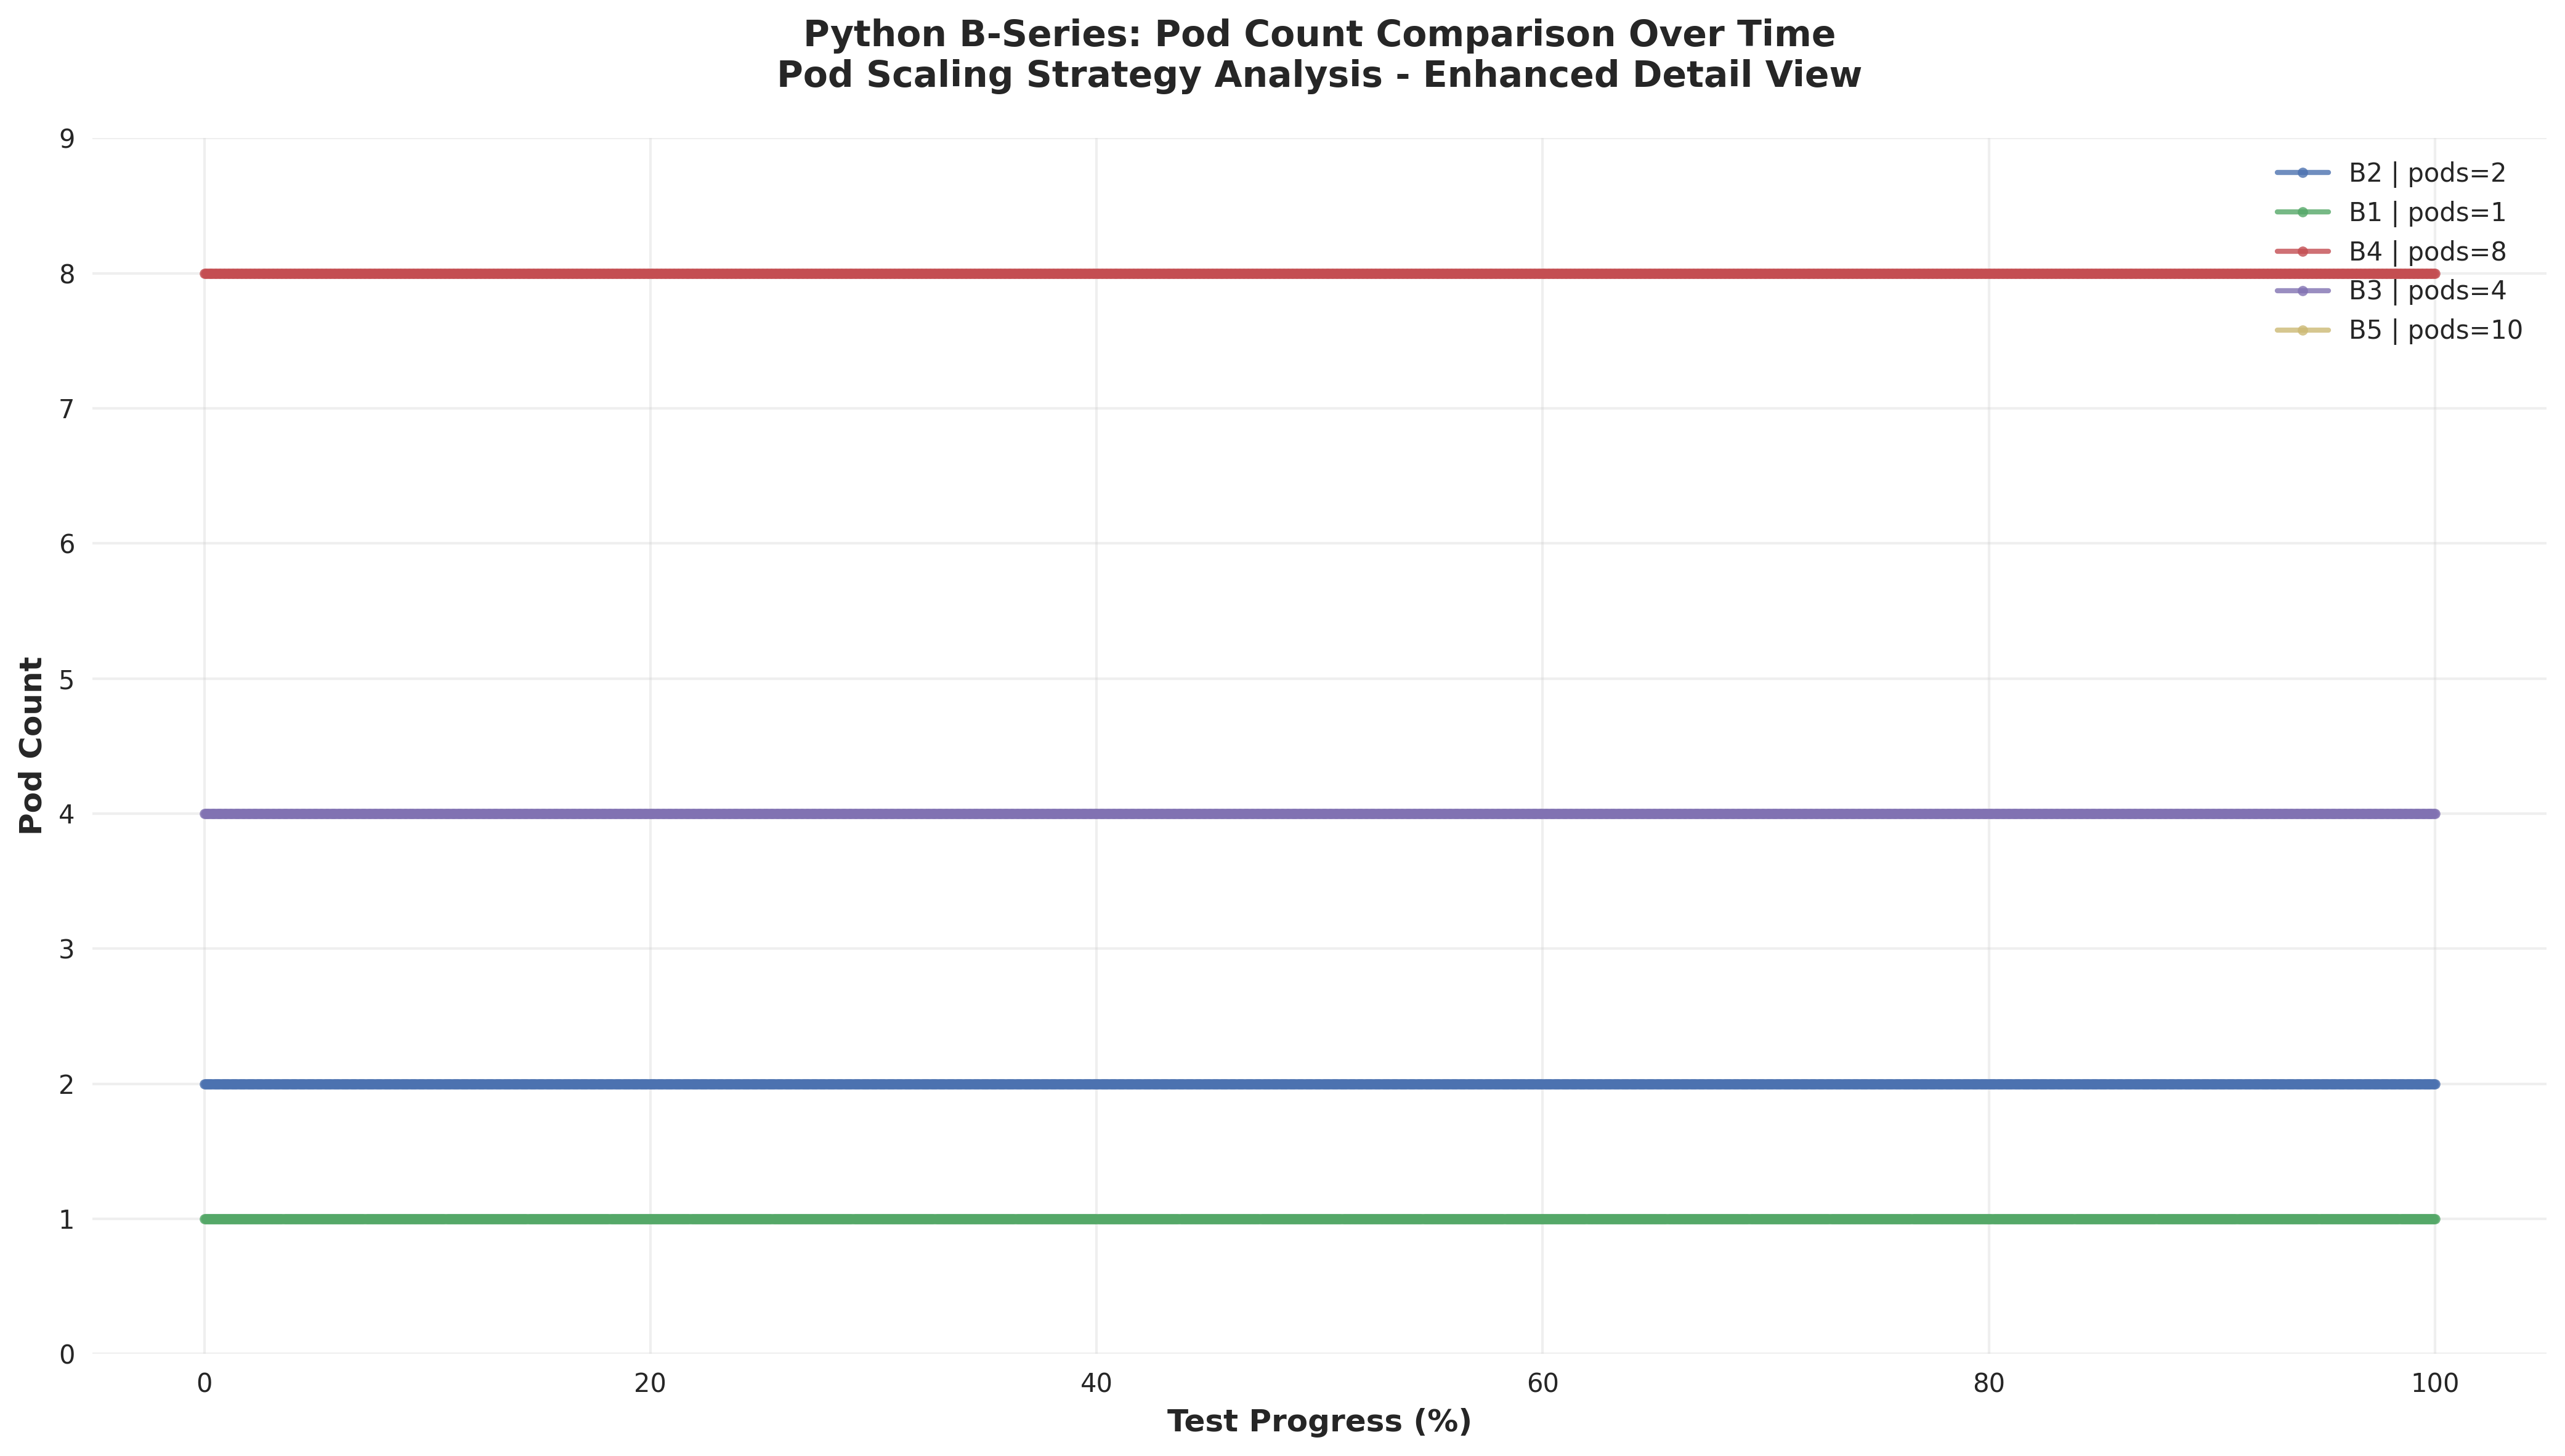 Python B-Series: Pod Count Comparison Over Time
Pod Scaling Strategy Analysis - Enhanced Detail View
9
8
7
6
5
4
3
2
1
0
Pod Count
B2 | pods=2
B1 | pods=1
B4 | pods=8
B3 | pods=4
B5 | pods=10
0 20 40 60 80 100
Test Progress (%)